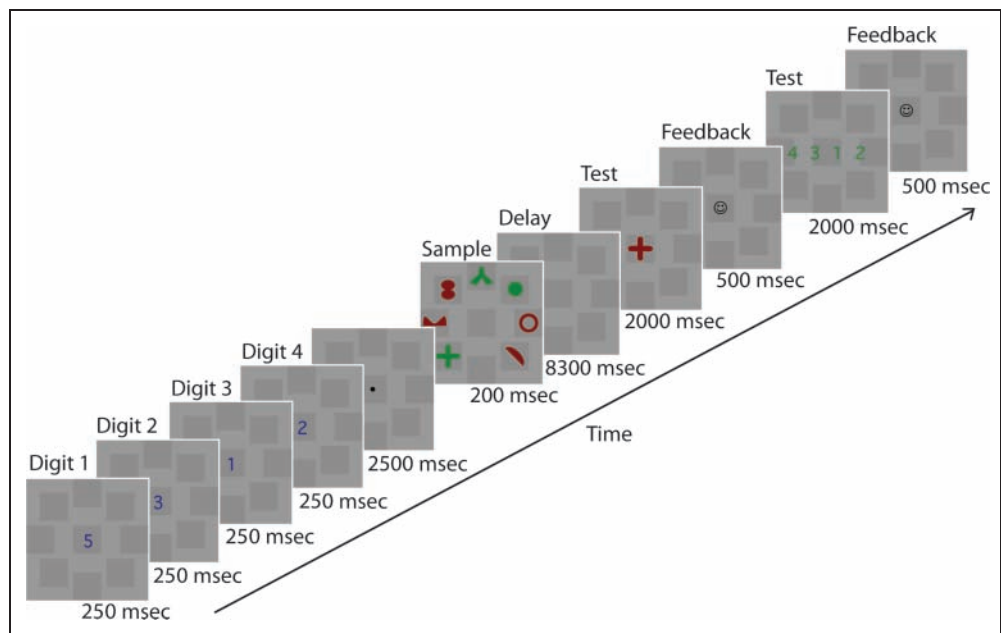 Digit 1
5
250 msec
Digit 2
3
250 msec
Digit 3
1
250 msec
Digit 4
2
250 msec
2500 msec
Sample
200 msec
Delay
8300 msec
Test
2000 msec
Feedback
500 msec
Test
4 3 1 2
2000 msec
Feedback
500 msec
Time